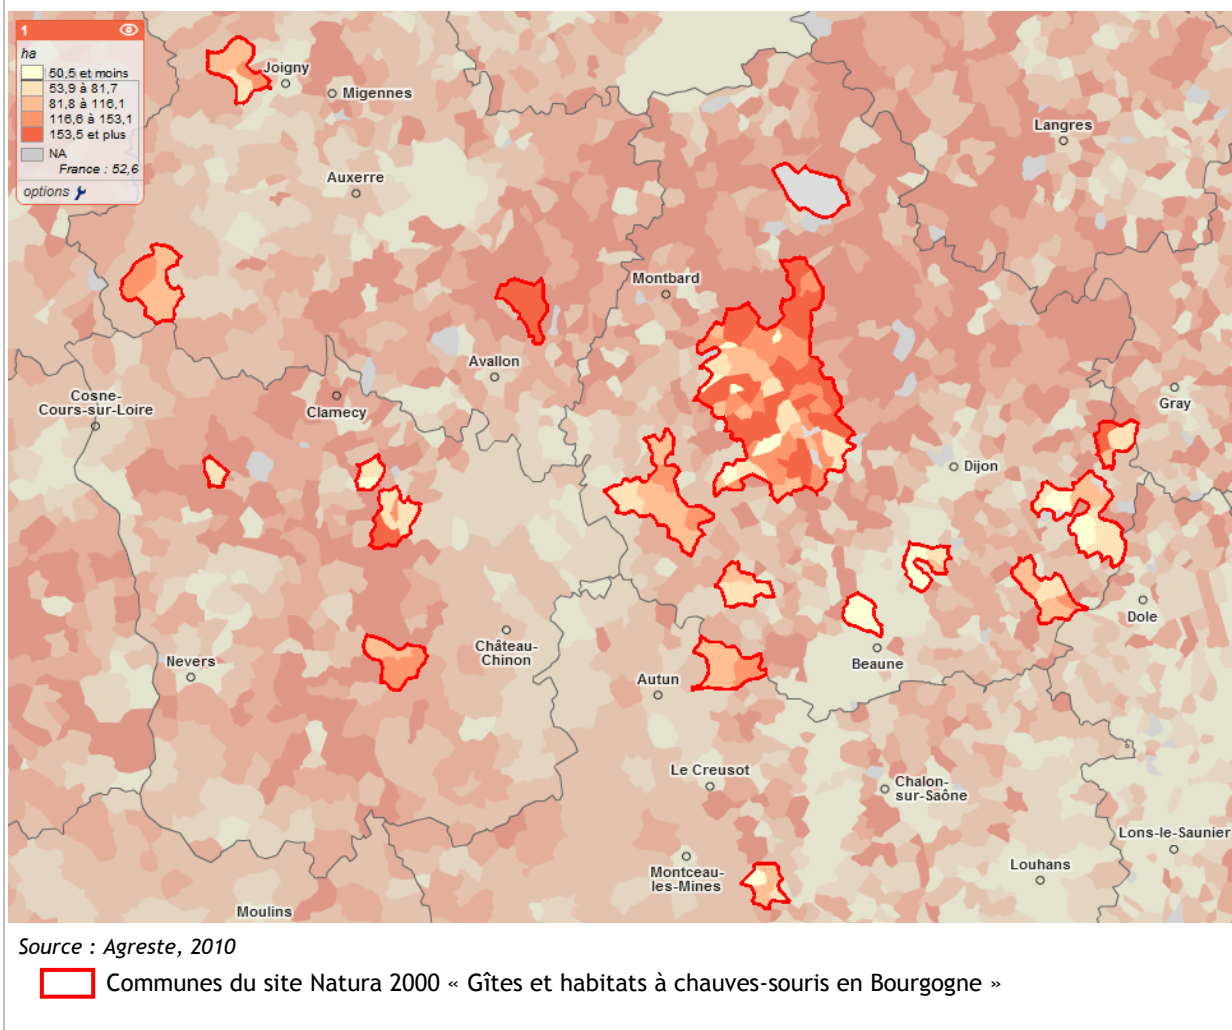 1
ha
50,5 et moins
53,9 à 81,7
81,8 à 116,1
116,6 à 153,1
153,5 et plus
NA
France : 52,6
options
Joigny
Migennes
Langres
Auxerre
Montbard
Avallon
Cosne-
Cours-sur-Loire
Clamecy
Gray
Dijon
Dole
Château-
Chinon
Nevers
Beaune
Autun
Le Creusot
Chalon-
sur-Saône
Lons-le-Saunier
Montceau-
les-Mines
Louhans
Moulins
Source : Agreste, 2010
Communes du site Natura 2000 « Gîtes et habitats à chauves-souris en Bourgogne »